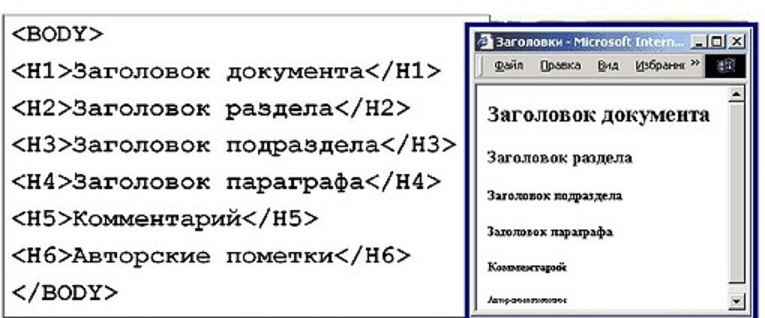 <BODY>
<H1>Заголовок документа</H1>
<H2>Заголовок раздела</H2>
<H3>Заголовок подраздела</H3>
<H4>Заголовок параграфа</H4>
<H5>Комментарий</H5>
<H6>Авторские пометки</H6>
</BODY>
Заголовки - Microsoft Intern...
Файл Правка Вид Избранн »
Заголовок документа
Заголовок раздела
Заголовок подраздела
Заголовок параграфа
Комментарий